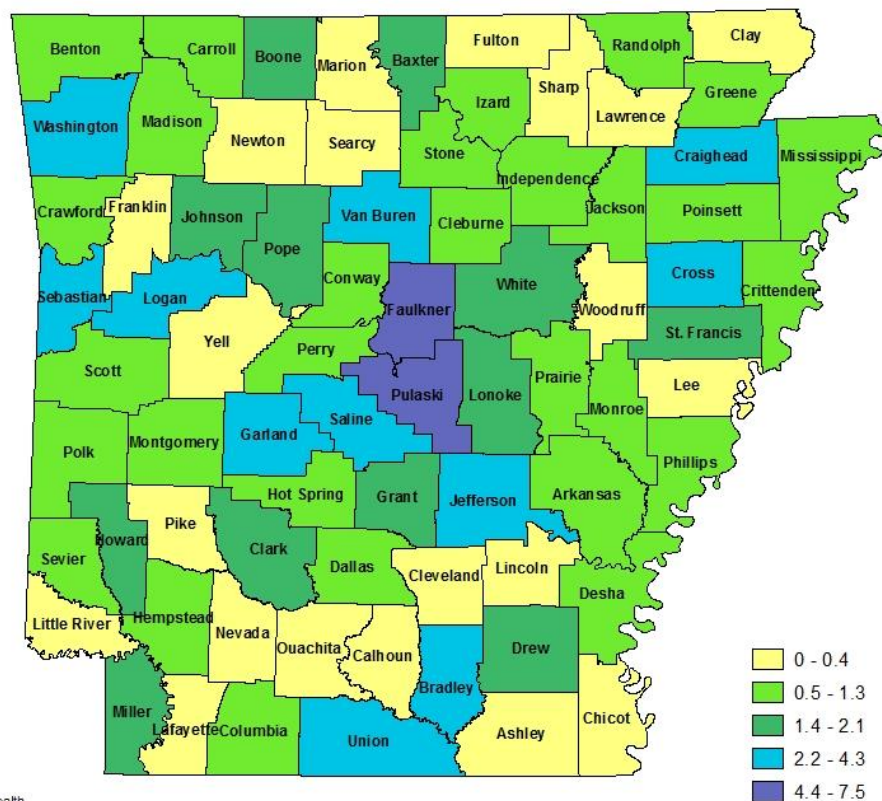 Benton
Carroll
Boone
Marion
Baxter
Fulton
Randolph
Clay
Izard
Sharp
Greene
Lawrence
Washington
Madison
Newton
Searcy
Stone
Craighead
Mississippi
Independence
Crawford
Franklin
Johnson
Van Buren
Cleburne
Jackson
Poinsett
Pope
Sebastian
Logan
Conway
Faulkner
White
Woodruff
Cross
Crittenden
St. Francis
Yell
Perry
Scott
Pulaski
Lonoke
Prairie
Lee
Monroe
Garland
Saline
Polk
Montgomery
Phillips
Hot Spring
Grant
Jefferson
Arkansas
Howard
Pike
Clark
Sevier
Dallas
Cleveland
Lincoln
Desha
Little River
Hempstead
Nevada
Ouachita
Calhoun
Drew
Bradley
Miller
Lafayette
Columbia
Union
Ashley
Chicot
0 - 0.4
0.5 - 1.3
1.4 - 2.1
2.2 - 4.3
4.4 - 7.5